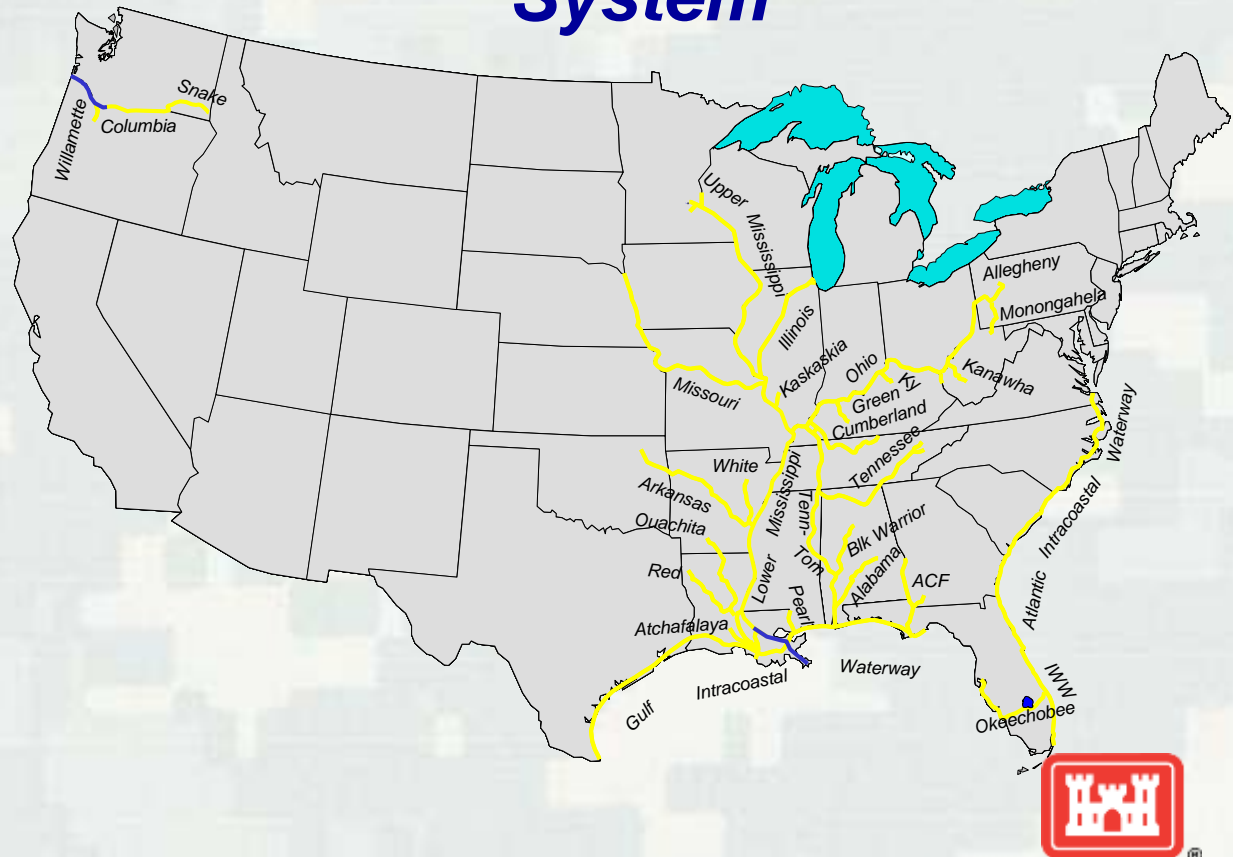 System
Snake
Willamette
Columbia
Upper
Mississippi
Allegheny
Monongahela
Illinois
Kaskaskia
Ohio
Ky
Kanawha
Missouri
Green
Cumberland
Waterway
White
Tennessee
Arkansas
Mississippi
Tenn-
Ouachita
Blk Warrior
Intracoastal
Tom
Red
Lower
Alabama
ACF
Pearl
Atlantic
Atchafalaya
Waterway
Intracoastal
IWW
Gulf
Okeechobee
®